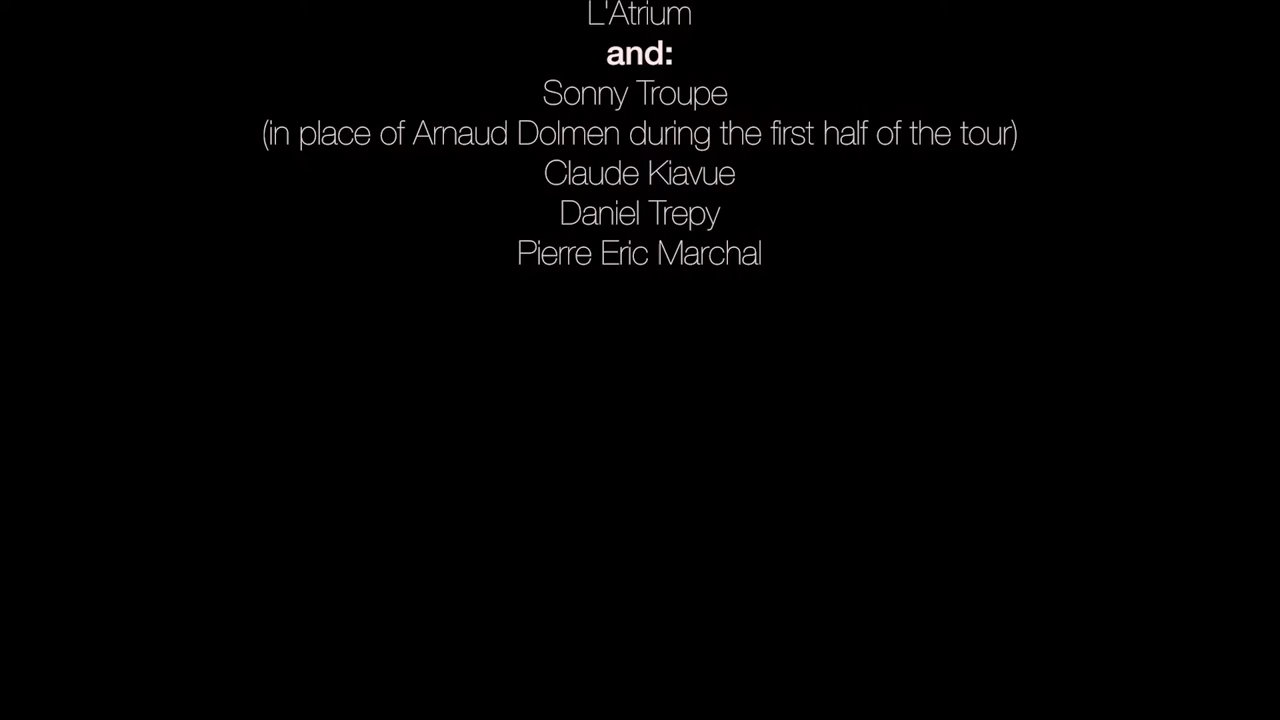 L'Atrium
and:
Sonny Troupe
(in place of Arnaud Dolmen during the first half of the tour)
Claude Kiavue
Daniel Trepy
Pierre Eric Marchal